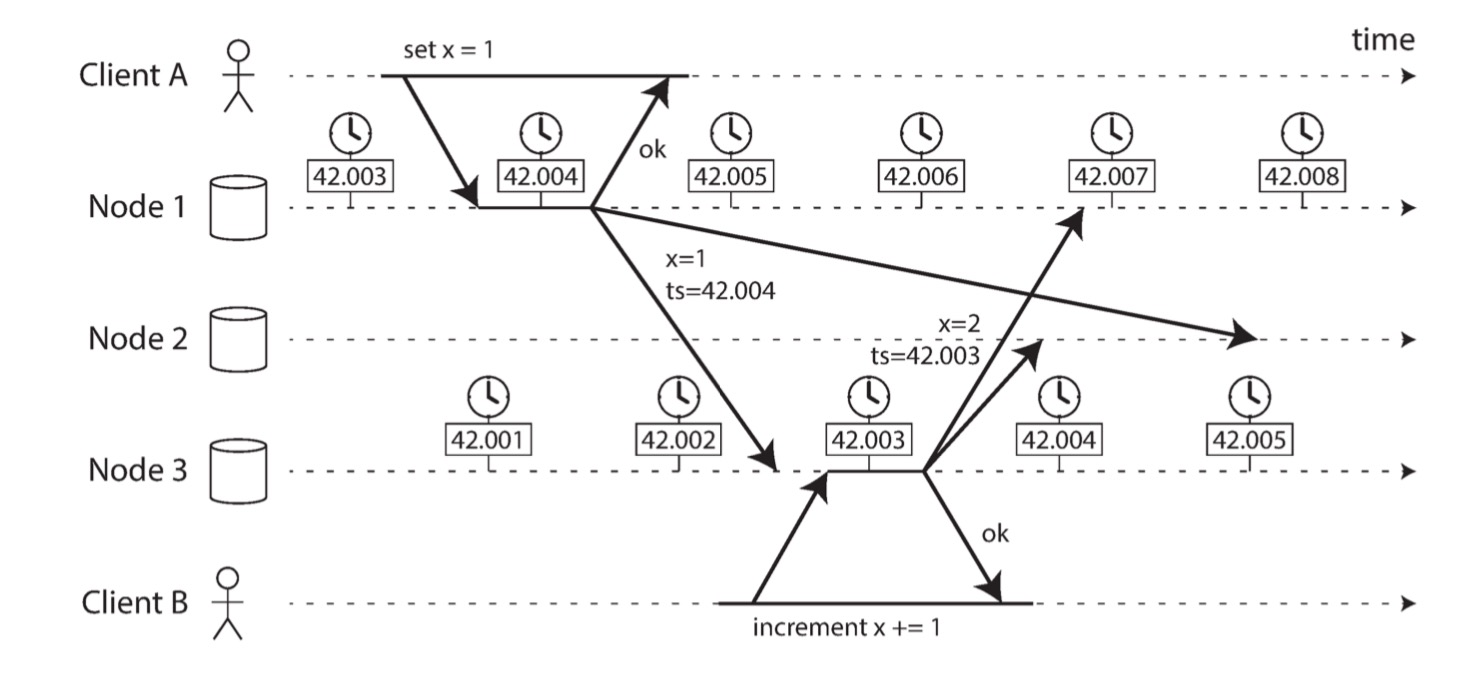 time
set x = 1
Client A
ok
42.003
42.004
42.005
42.006
42.007
42.008
Node 1
x=1
ts=42.004
x=2
ts=42.003
Node 2
42.001
42.002
42.003
42.004
42.005
Node 3
ok
Client B
increment x += 1